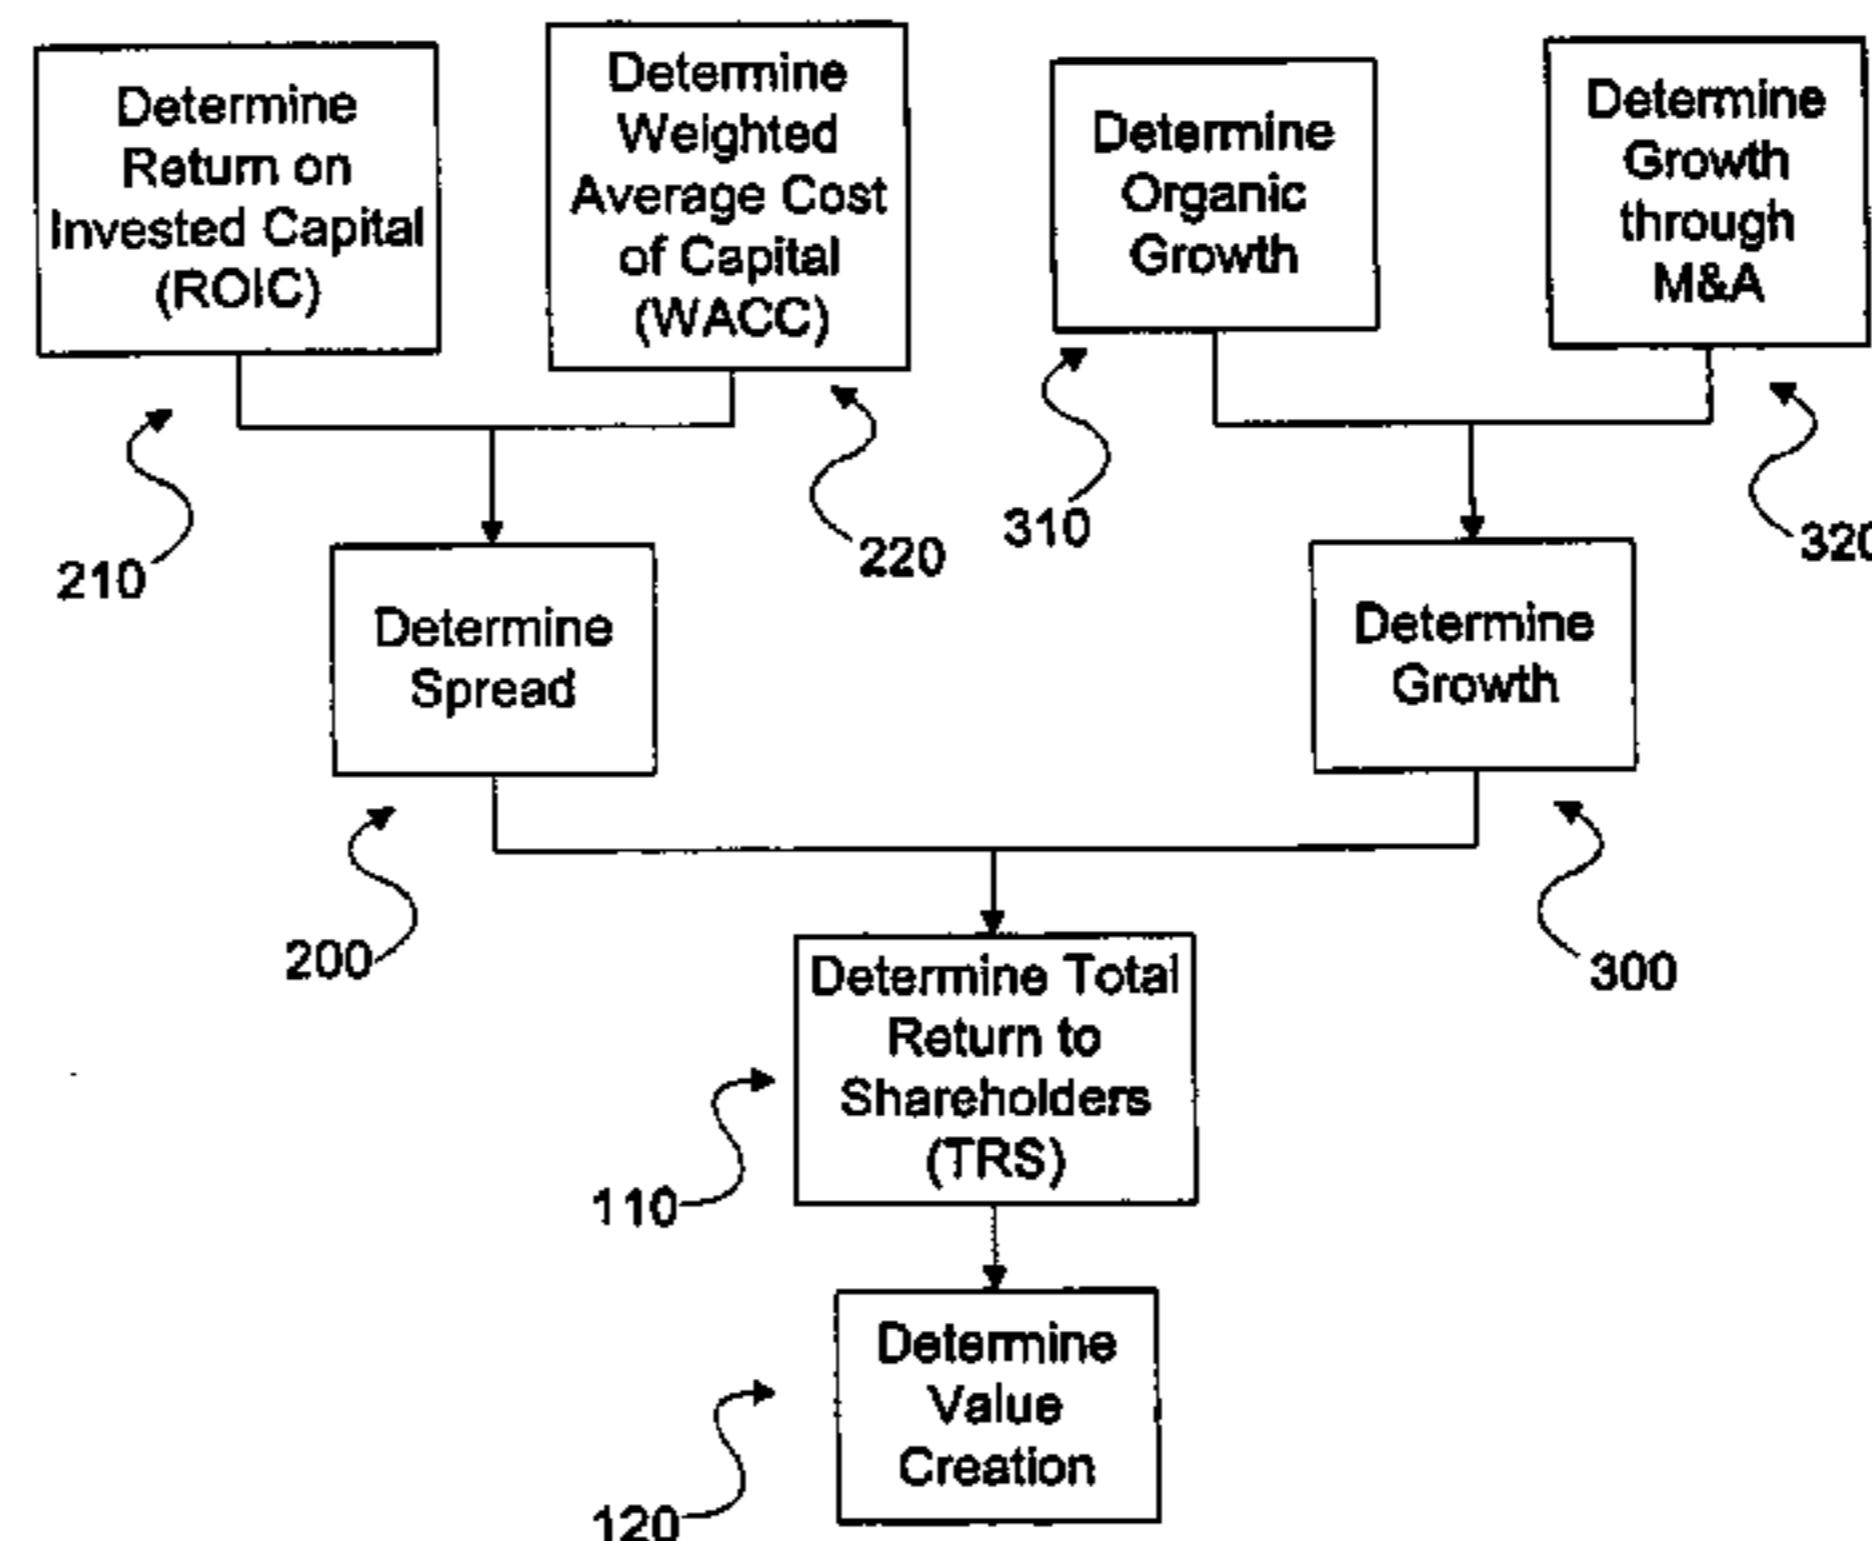 Determine
Return on
Invested Capital
(ROIC)
Determine
Weighted
Average Cost
of Capital
(WACC)
Determine
Organic
Growth
Determine
Growth
through
M&A
210
220
310
320
Determine
Spread
Determine
Growth
200
300
Determine Total
Return to
Shareholders
(TRS)
110
Determine
Value
Creation
120